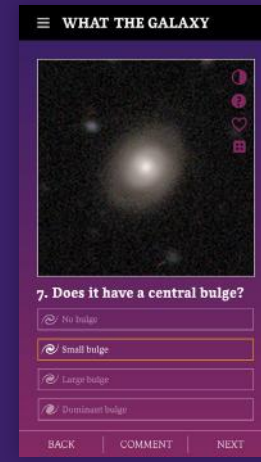 WHAT THE GALAXY
7. Does it have a central bulge?
No bulge
Small bulge
Large bulge
Dominant bulge
BACK COMMENT NEXT